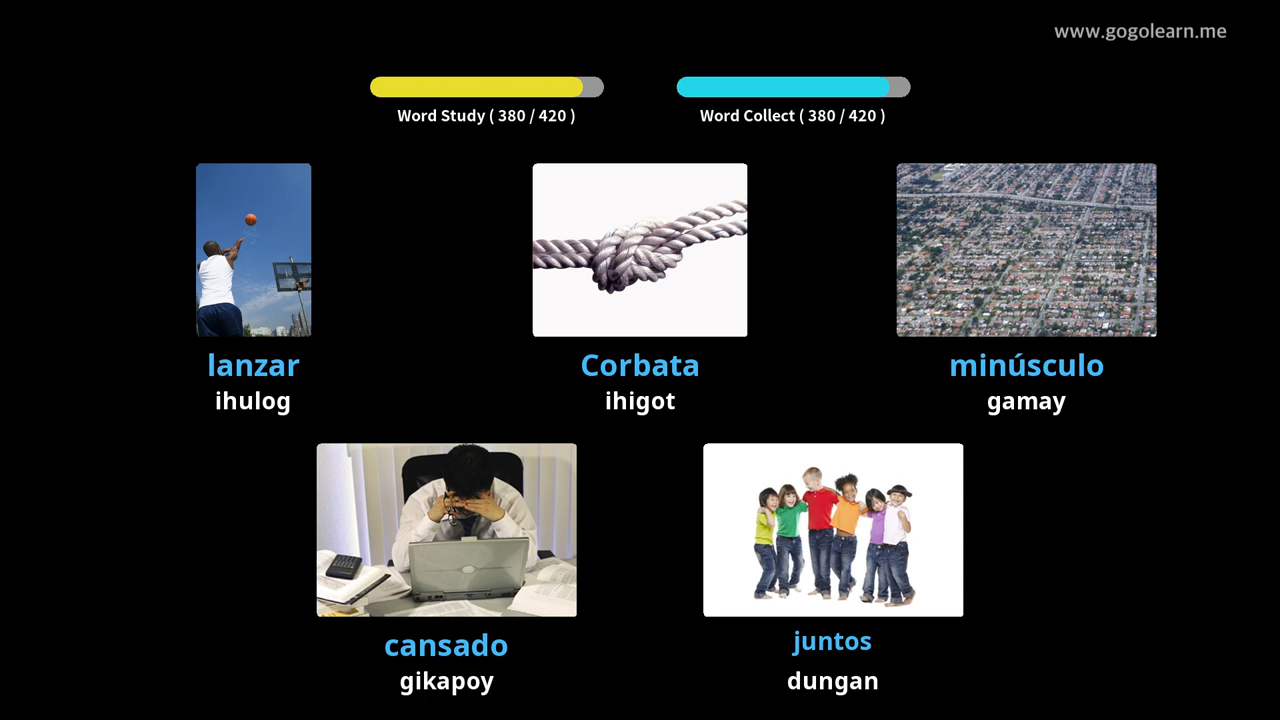 www.gogolearn.me
Word Study ( 380 / 420 )
Word Collect ( 380 / 420 )
lanzar
ihulog
Corbata
ihigot
minúsculo
gamay
cansado
gikapoy
juntos
dungan